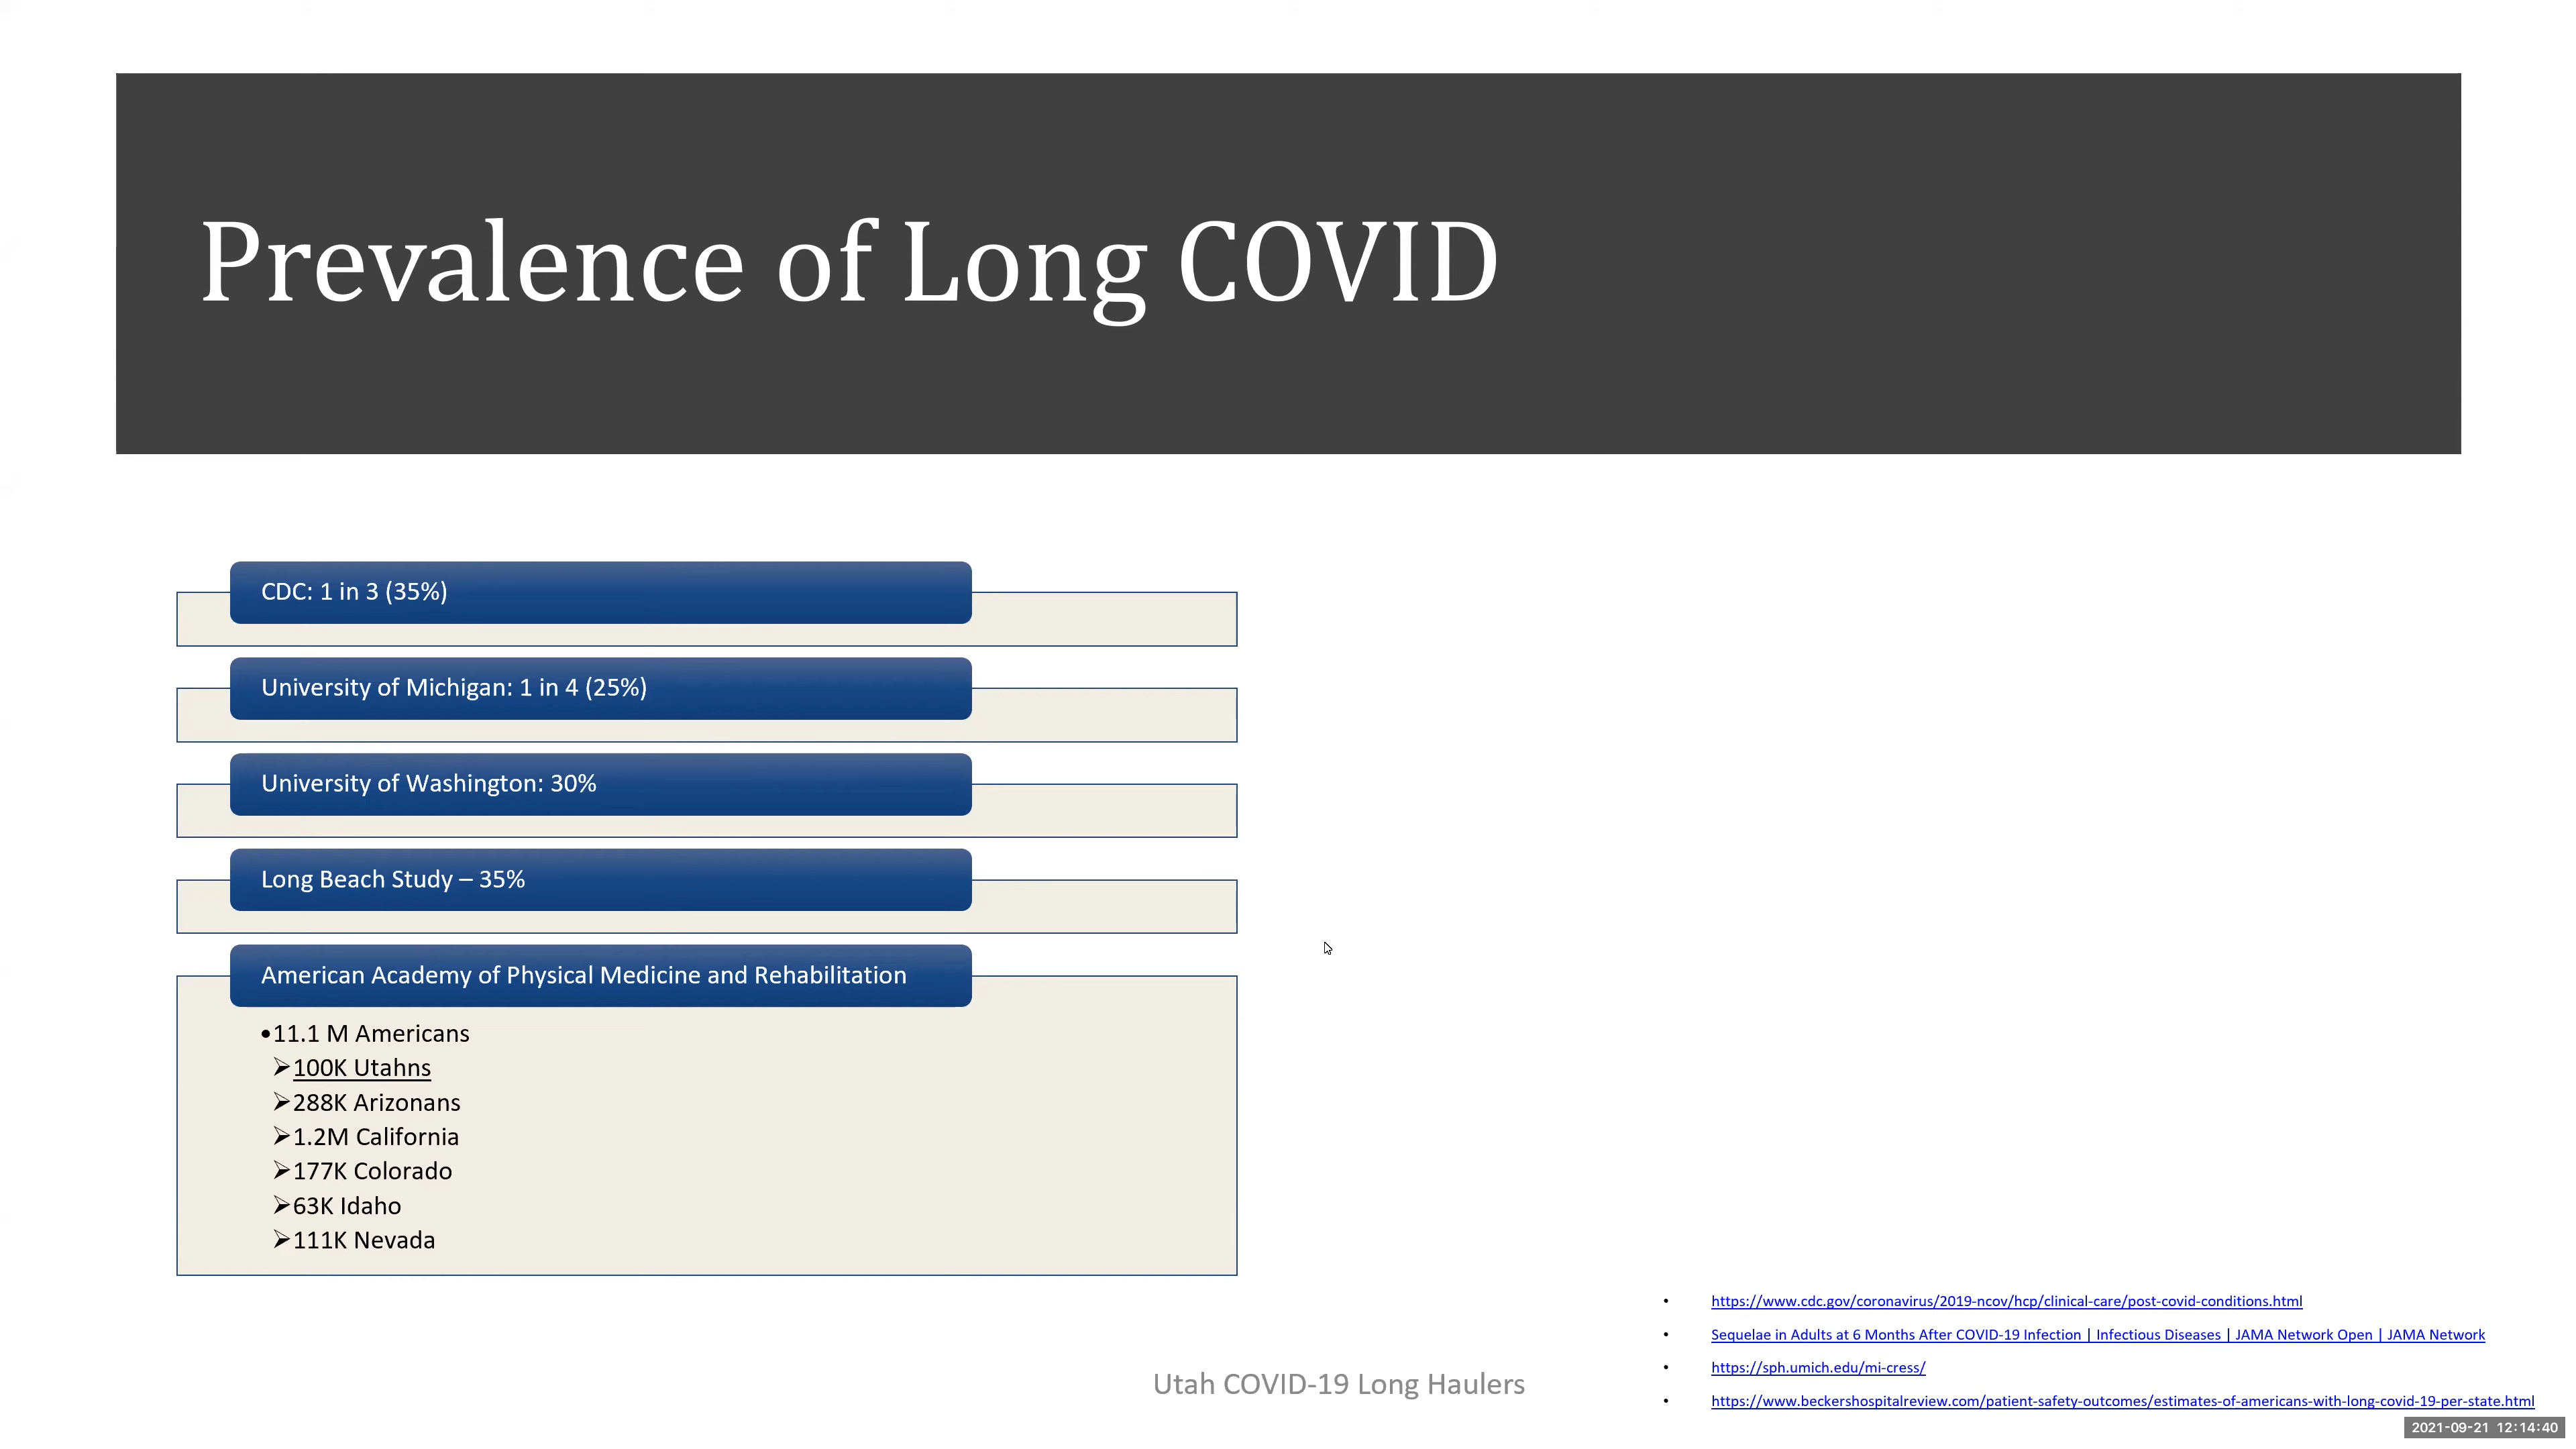 Prevalence of Long COVID
CDC: 1 in 3 (35%)
University of Michigan: 1 in 4 (25%)
University of Washington: 30%
Long Beach Study – 35%
American Academy of Physical Medicine and Rehabilitation
•11.1 M Americans
➢100K Utahns
➢288K Arizonans
➢1.2M California
➢177K Colorado
➢63K Idaho
➢111K Nevada
• https://www.cdc.gov/coronavirus/2019-ncov/hcp/clinical-care/post-covid-conditions.html
• Sequelae in Adults at 6 Months After COVID-19 Infection | Infectious Diseases | JAMA Network Open | JAMA Network
• https://sph.umich.edu/mi-cress/
• https://www.beckershospitalreview.com/patient-safety-outcomes/estimates-of-americans-with-long-covid-19-per-state.html
Utah COVID-19 Long Haulers
2021-09-21 12:14:40